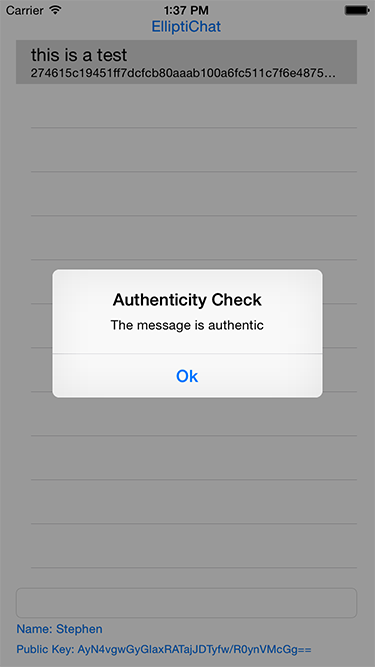 Carrier 1:37 PM
ElliptiChat
this is a test
274615c19451ff7dcfcb80aaab100a6fc511c7f6e4875...
Authenticity Check
The message is authentic
Ok
Name: Stephen
Public Key: AyN4vgwGyGlaxRATajJDTyfw/R0ynVMcGg==